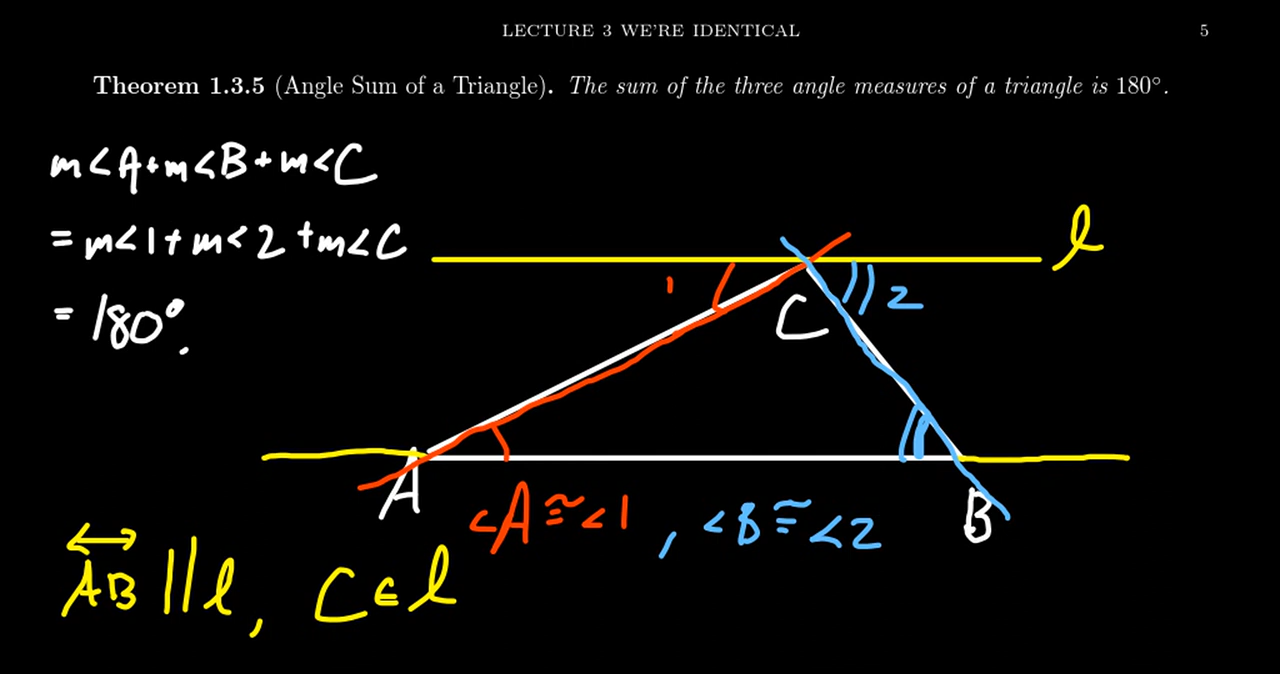 LECTURE 3 WE'RE IDENTICAL 5
Theorem 1.3.5 (Angle Sum of a Triangle). The sum of the three angle measures of a triangle is 180°.
m<A+m<B+m<C
=m<1+m<2+m<C
= 180°.
l
1
C
2
A
B
<A≅<1, <B≅<2
A͟B ∥ l, C∈l